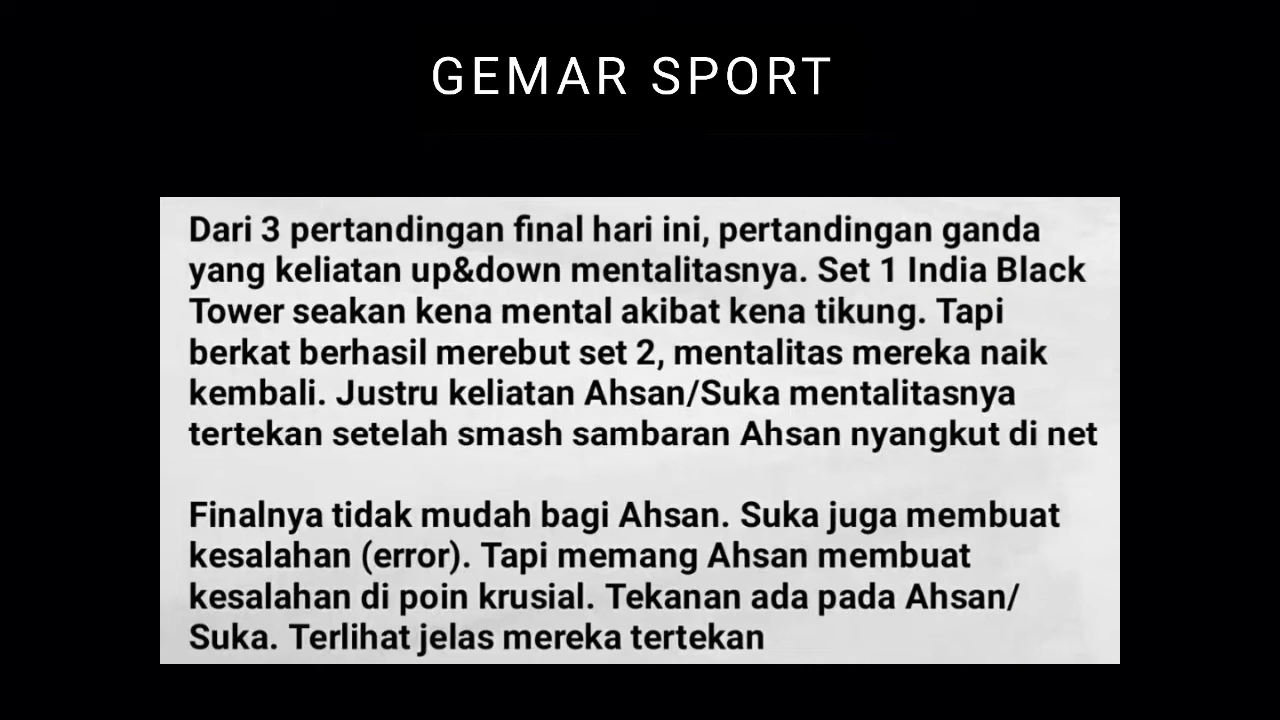 GEMAR SPORT
Dari 3 pertandingan final hari ini, pertandingan ganda
yang keliatan up&down mentalitasnya. Set 1 India Black
Tower seakan kena mental akibat kena tikung. Tapi
berkat berhasil merebut set 2, mentalitas mereka naik
kembali. Justru keliatan Ahsan/Suka mentalitasnya
tertekan setelah smash sambaran Ahsan nyangkut di net
Finalnya tidak mudah bagi Ahsan. Suka juga membuat
kesalahan (error). Tapi memang Ahsan membuat
kesalahan di poin krusial. Tekanan ada pada Ahsan/
Suka. Terlihat jelas mereka tertekan